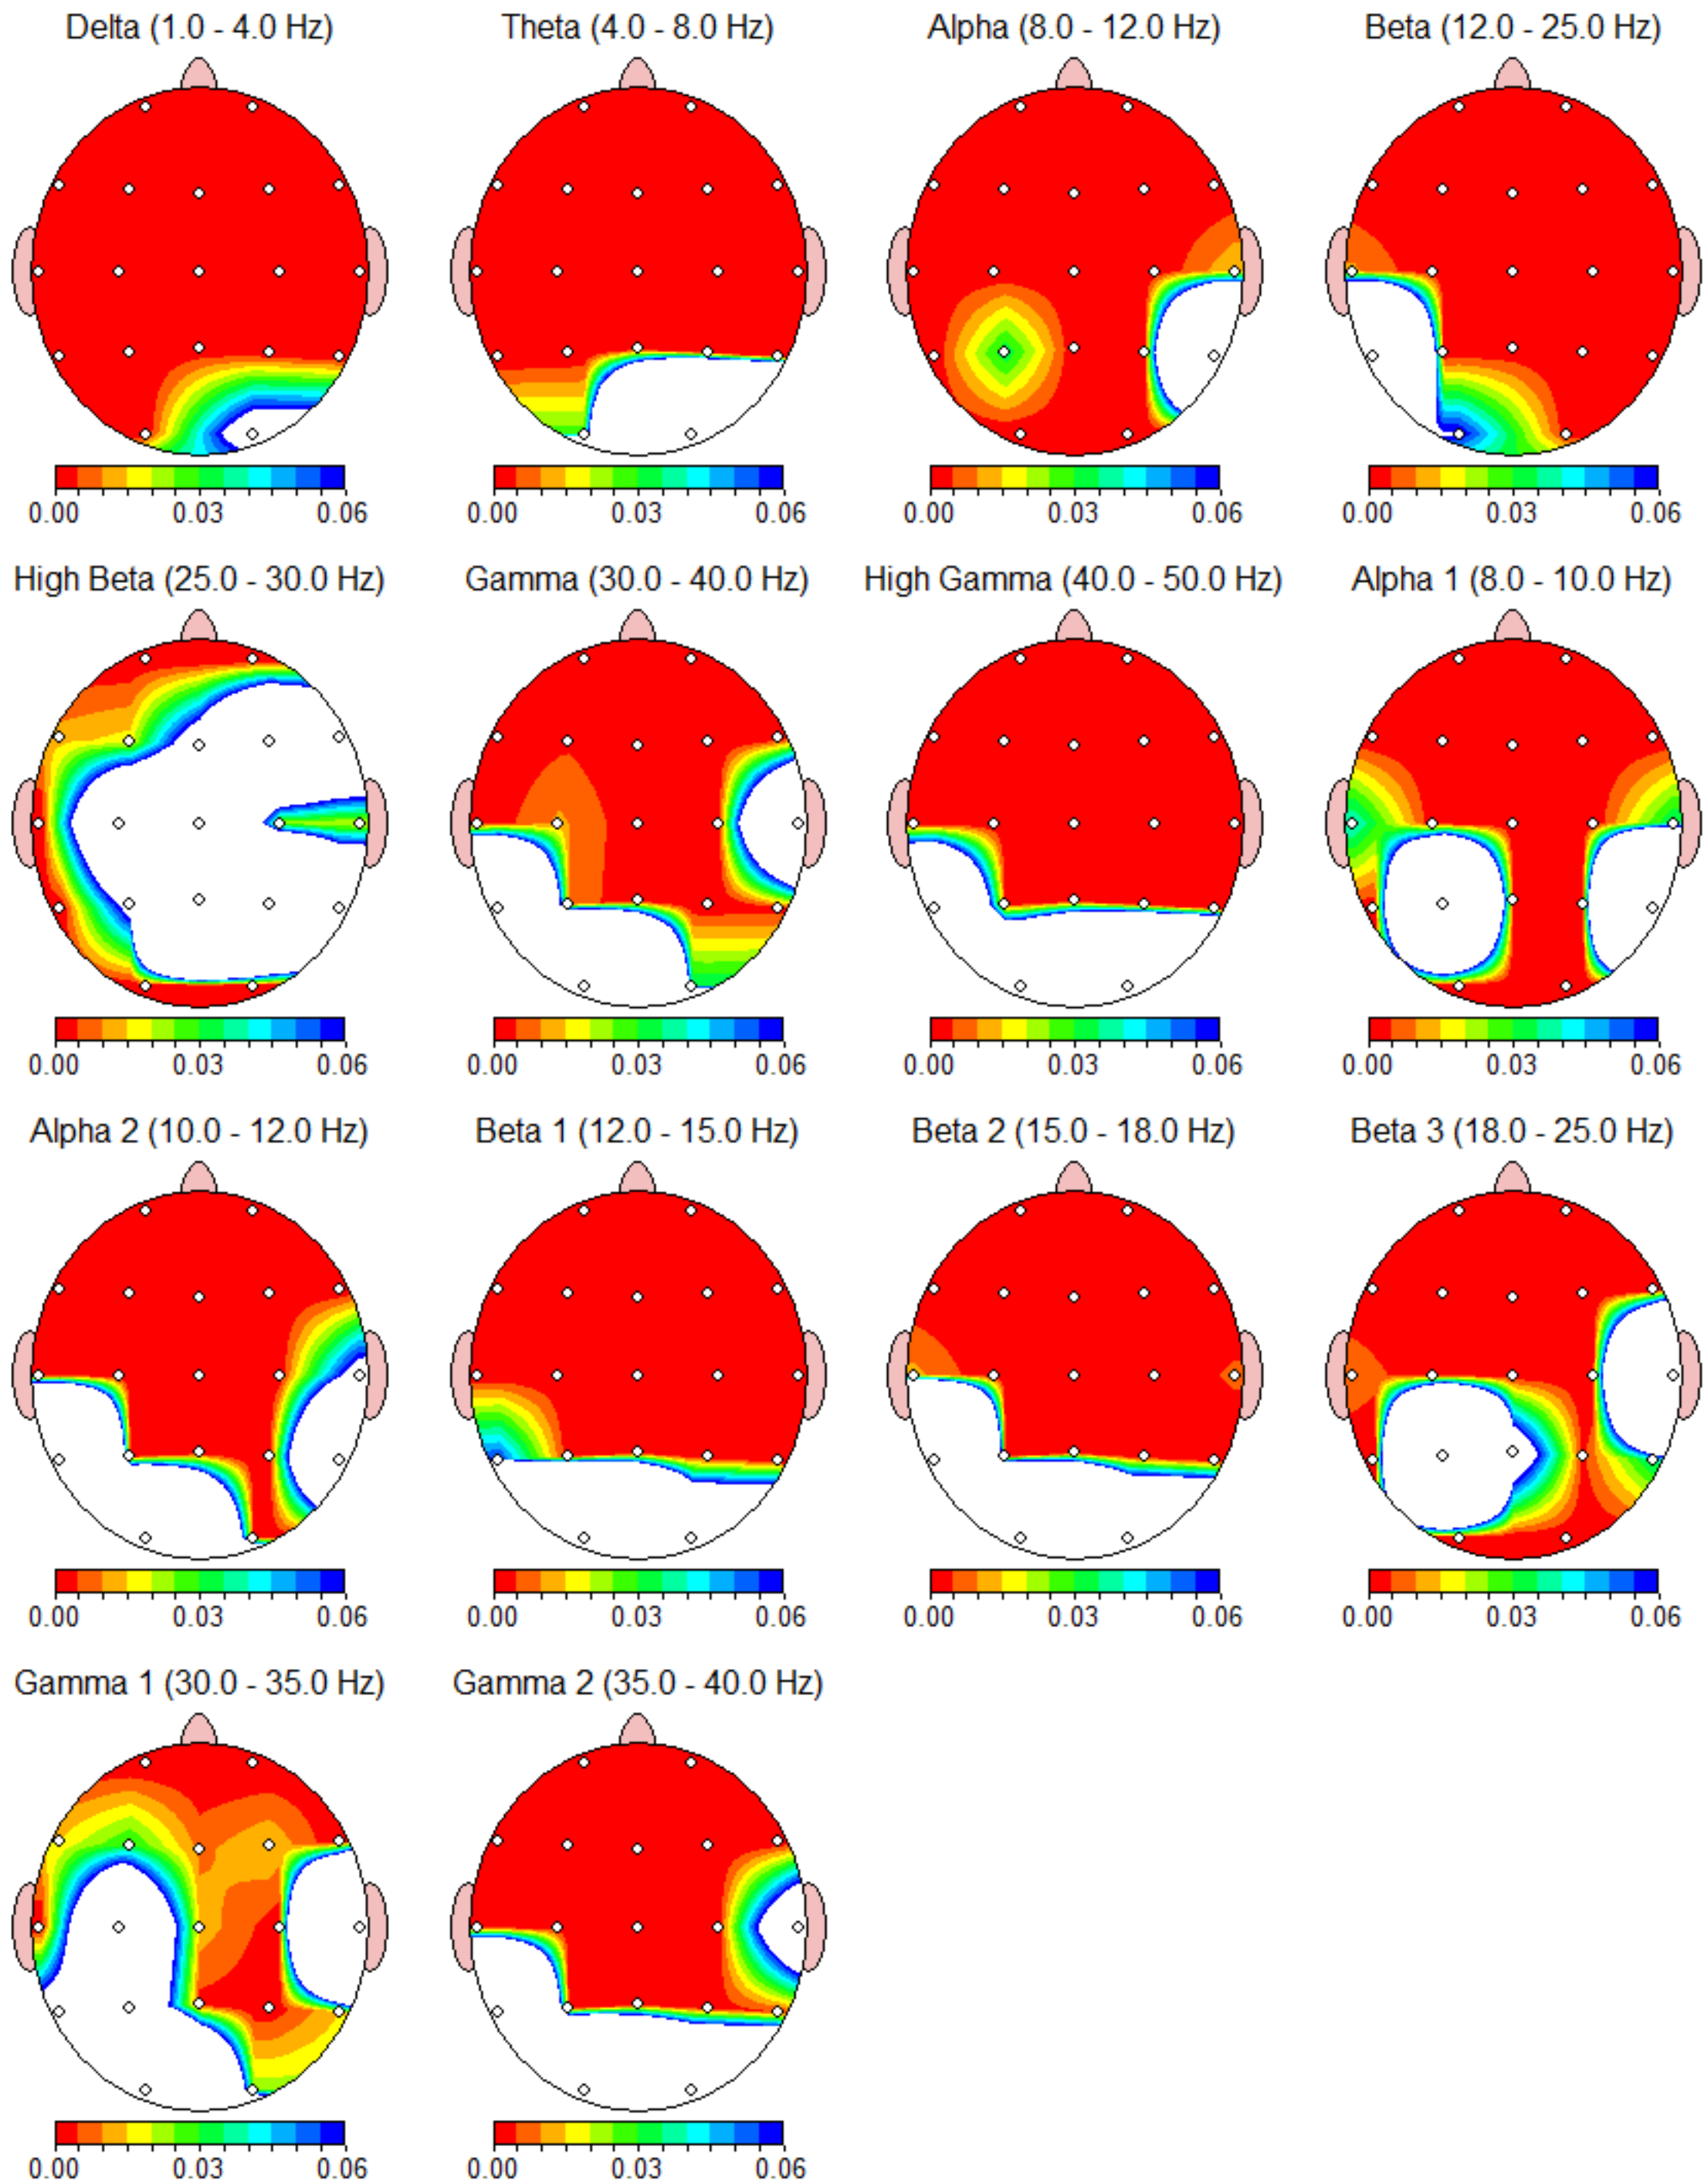 Delta (1.0 - 4.0 Hz) Theta (4.0 - 8.0 Hz) Alpha (8.0 - 12.0 Hz) Beta (12.0 - 25.0 Hz)
0.00 0.03 0.06 0.00 0.03 0.06 0.00 0.03 0.06 0.00 0.03 0.06
High Beta (25.0 - 30.0 Hz) Gamma (30.0 - 40.0 Hz) High Gamma (40.0 - 50.0 Hz) Alpha 1 (8.0 - 10.0 Hz)
0.00 0.03 0.06 0.00 0.03 0.06 0.00 0.03 0.06 0.00 0.03 0.06
Alpha 2 (10.0 - 12.0 Hz) Beta 1 (12.0 - 15.0 Hz) Beta 2 (15.0 - 18.0 Hz) Beta 3 (18.0 - 25.0 Hz)
0.00 0.03 0.06 0.00 0.03 0.06 0.00 0.03 0.06 0.00 0.03 0.06
Gamma 1 (30.0 - 35.0 Hz) Gamma 2 (35.0 - 40.0 Hz)
0.00 0.03 0.06 0.00 0.03 0.06